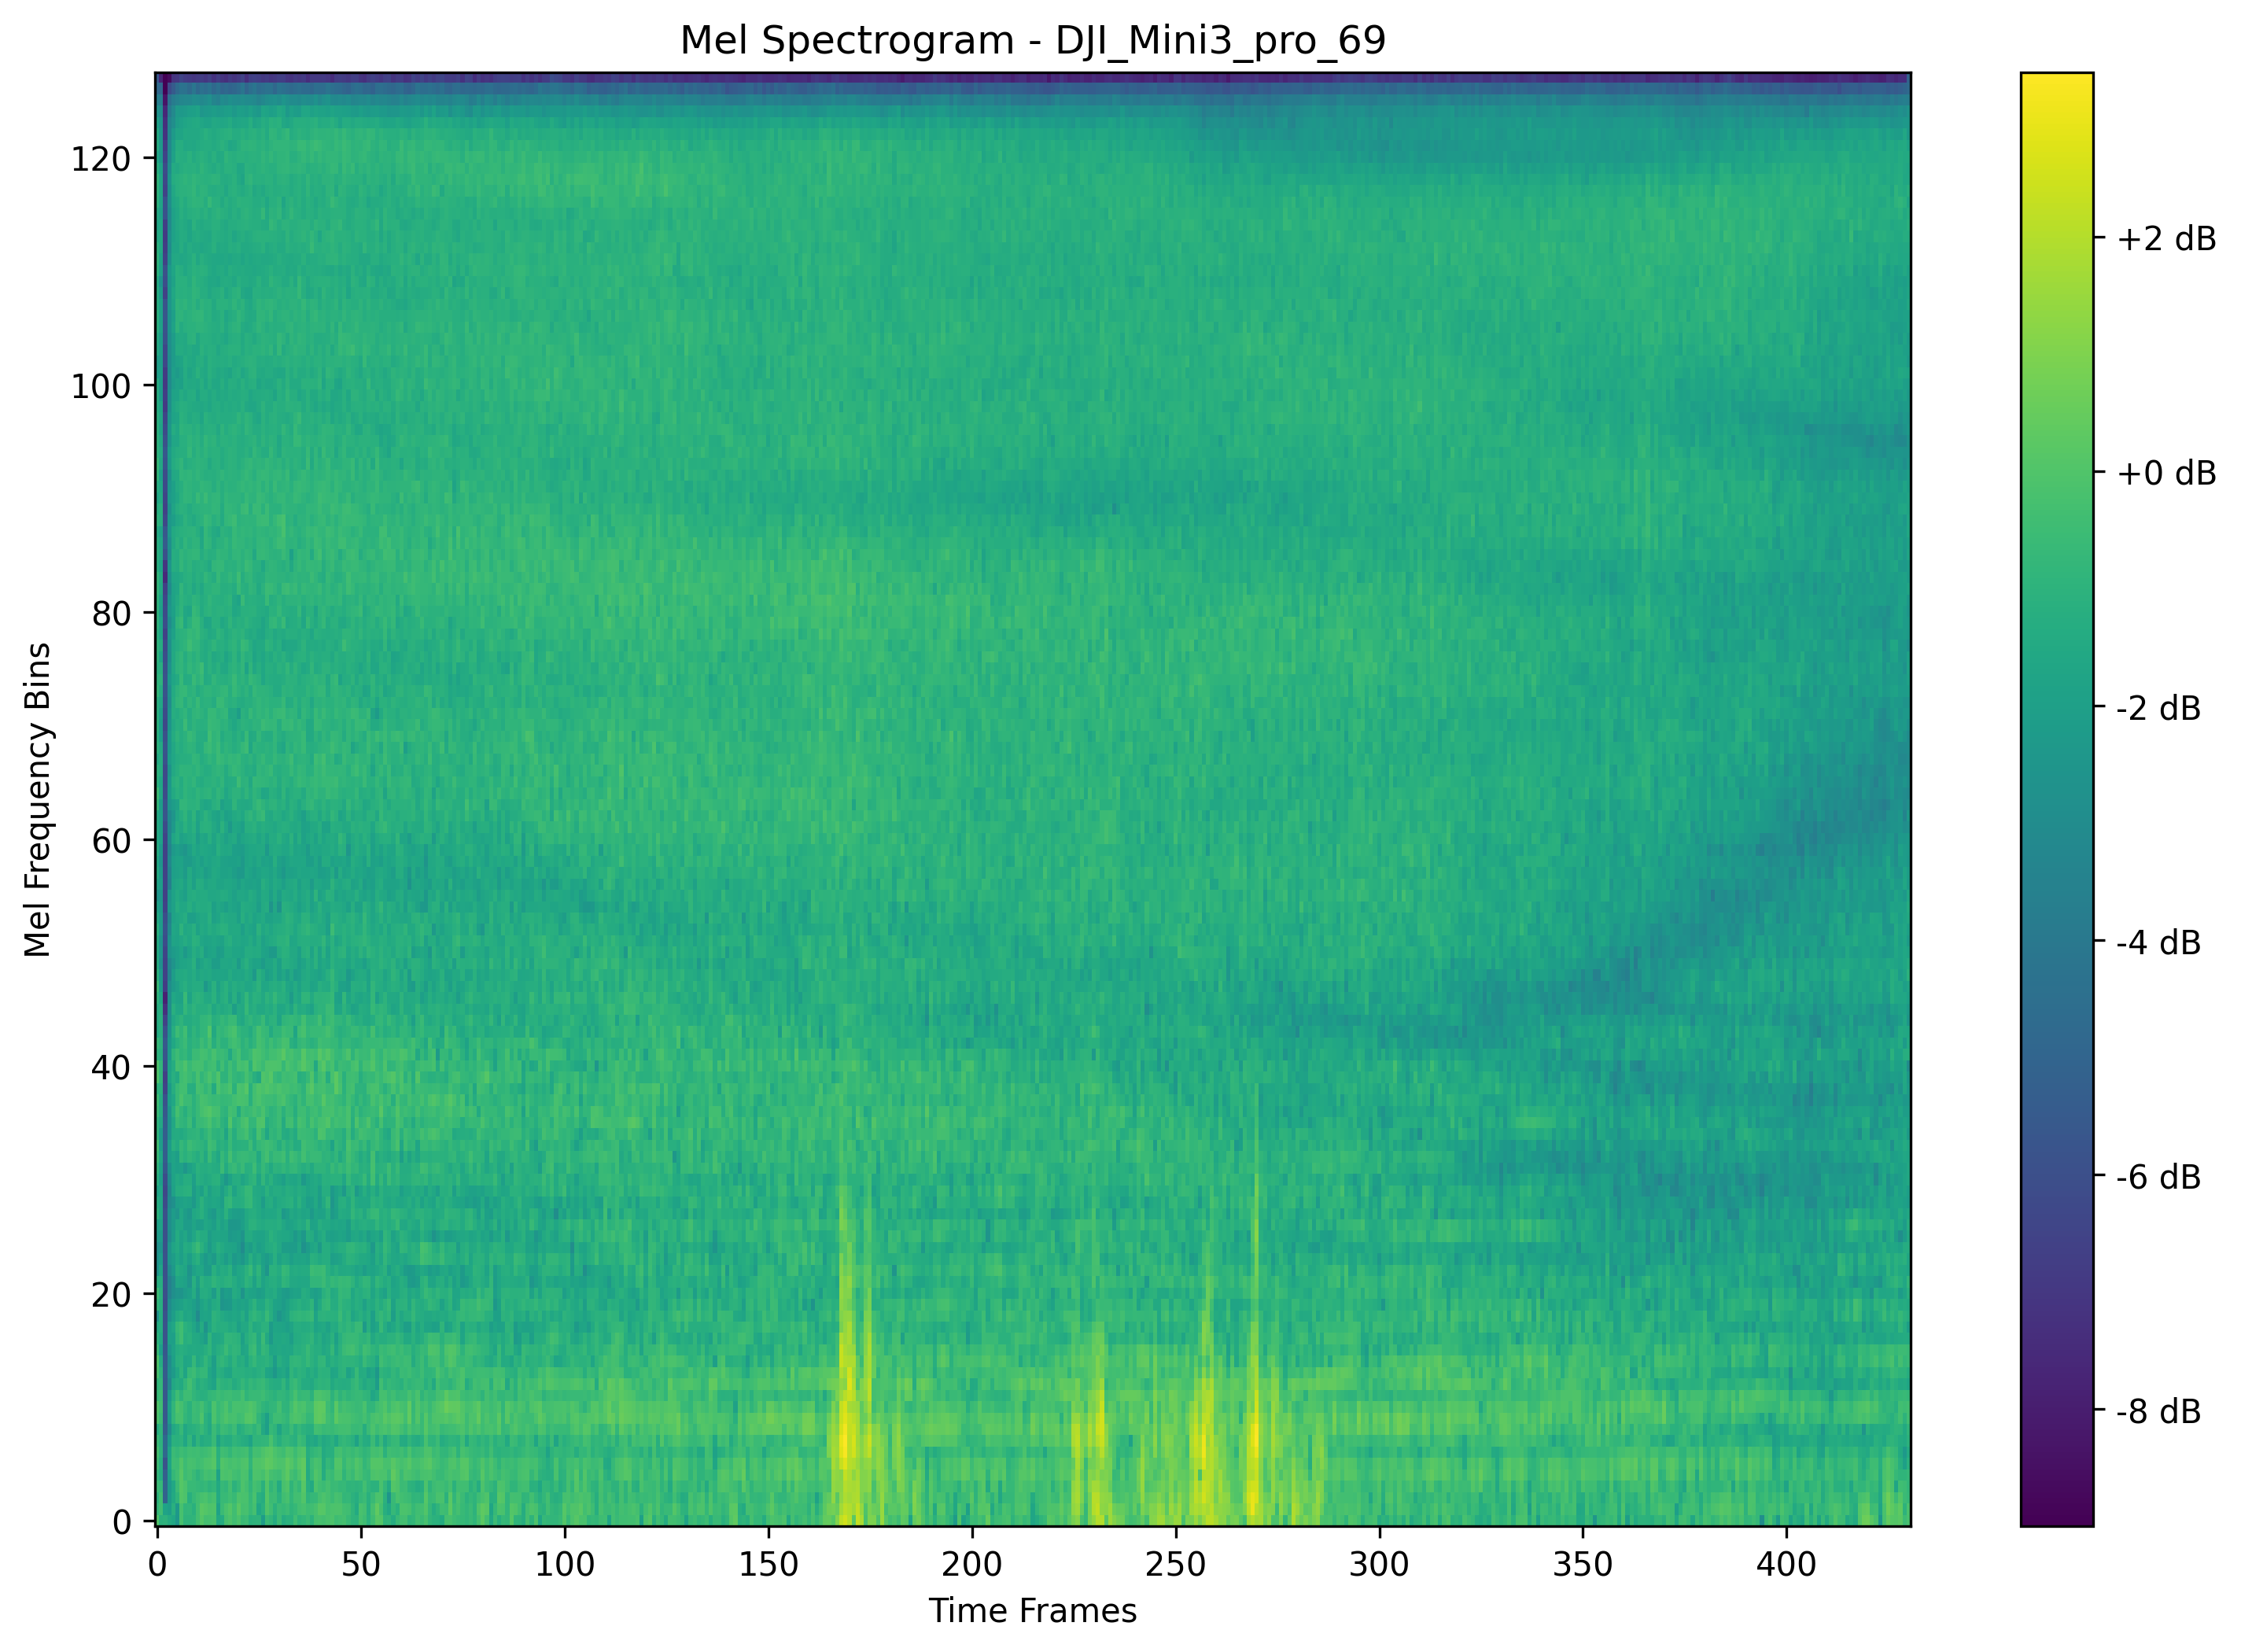 Mel Spectrogram - DJI_Mini3_pro_69
120
100
80
60
40
20
0
Mel Frequency Bins
0 50 100 150 200 250 300 350 400
Time Frames
+2 dB
+0 dB
-2 dB
-4 dB
-6 dB
-8 dB